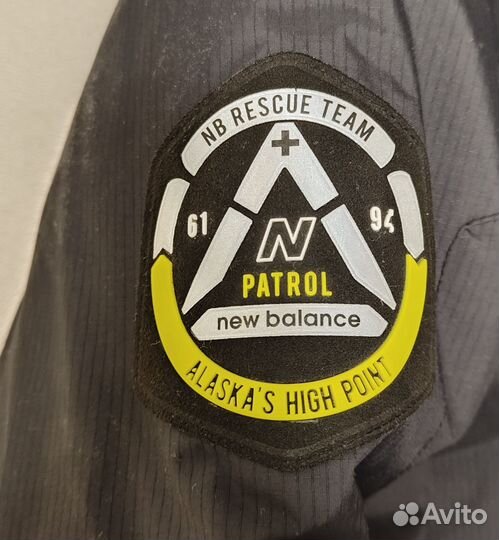 NB RESCUE TEAM
61
94
N
PATROL
new balance
ALASKA'S HIGH POINT
Avito